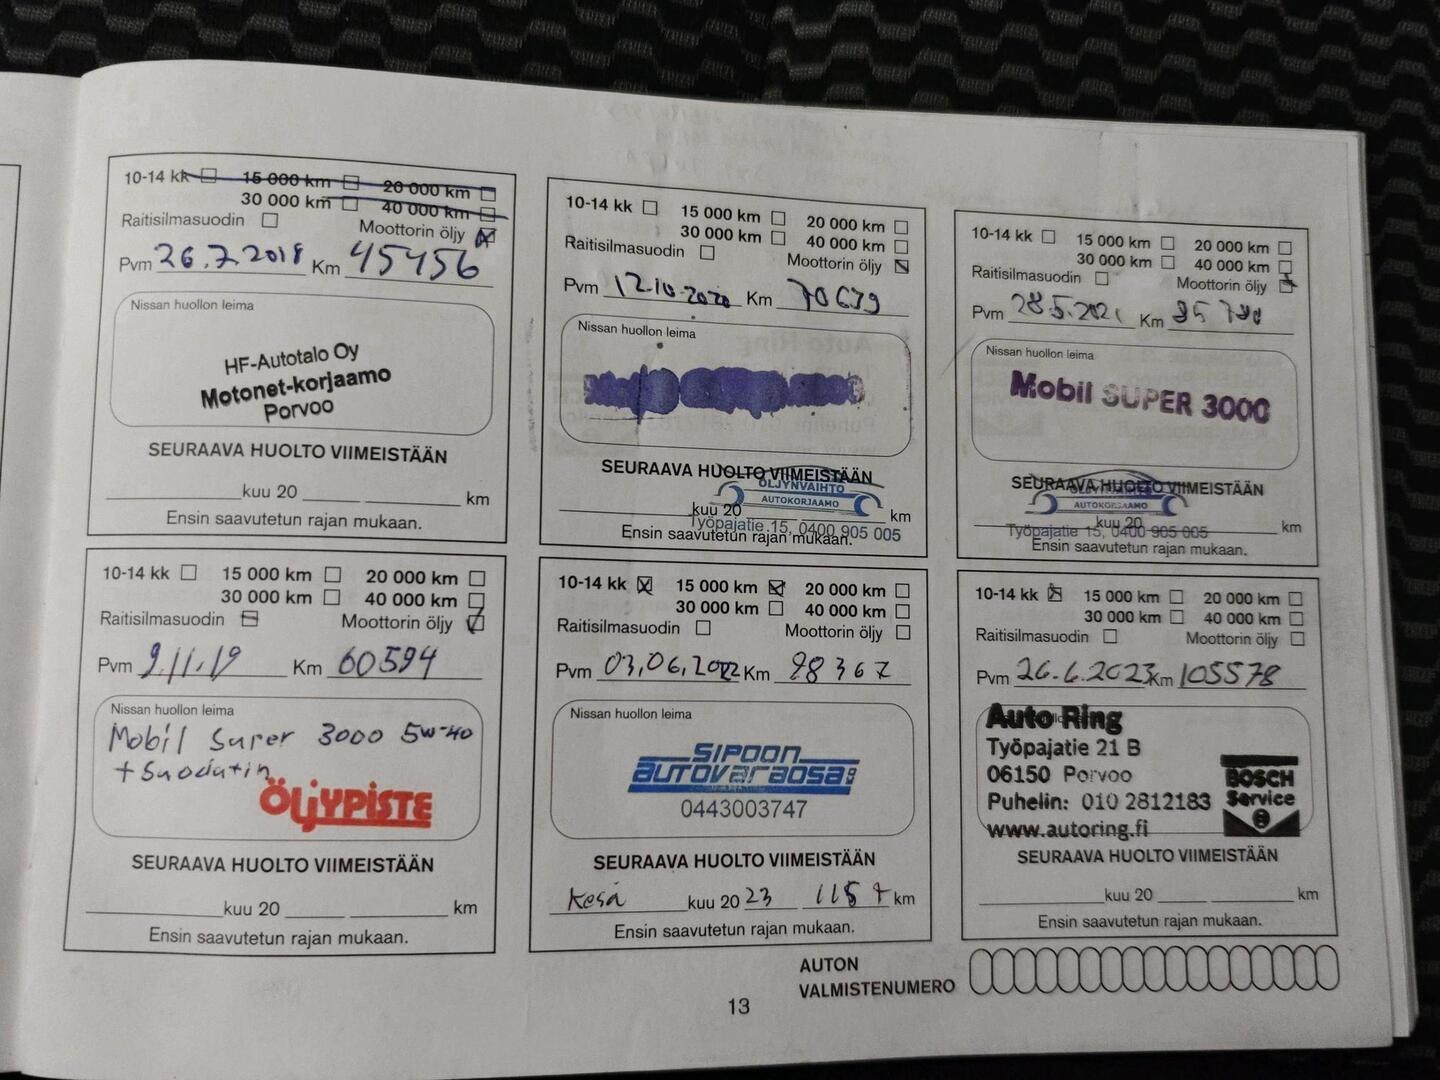 10-14 kk 15 000 km 20 000 km
30 000 km 40 000 km
Raitisilmasuodin Moottorin öljy
Pvm 26.7.2018 Km 45456
Nissan huollon leima
HF-Autotalo Oy
Motonet-korjaamo
Porvoo
SEURAAVA HUOLTO VIIMEISTÄÄN
kuu 20 km
Ensin saavutetun rajan mukaan.
10-14 kk 15 000 km 20 000 km
30 000 km 40 000 km
Raitisilmasuodin Moottorin öljy
Pvm 9.11.19 Km 60594
Nissan huollon leima
Mobil Super 3000 5w-40
+ Suodatin
ÖLJYPISTE
SEURAAVA HUOLTO VIIMEISTÄÄN
kuu 20 km
Ensin saavutetun rajan mukaan.
10-14 kk 15 000 km 20 000 km
30 000 km 40 000 km
Raitisilmasuodin Moottorin öljy
Pvm 12.10.2020 Km 70639
Nissan huollon leima
SEURAAVA HUOLTO VIIMEISTÄÄN
ÖLJYNVAIHTO
AUTOKORJAAMO
kuu 20 km
Työpajatie 15, 0400 905 005
Ensin saavutetun rajan mukaan.
10-14 kk 15 000 km 20 000 km
30 000 km 40 000 km
Raitisilmasuodin Moottorin öljy
Pvm 03,06,2022 Km 98367
Nissan huollon leima
SIPOON
AUTOVARAOSA
0443003747
SEURAAVA HUOLTO VIIMEISTÄÄN
Kesä kuu 20 23 115 t km
Ensin saavutetun rajan mukaan.
10-14 kk 15 000 km 20 000 km
30 000 km 40 000 km
Raitisilmasuodin Moottorin öljy
Pvm 28.5.2021 Km
Nissan huollon leima
Mobil SUPER 3000
SEURAAVA HUOLTO VIIMEISTÄÄN
ÖLJYNVAIHTO
AUTOKORJAAMO
kuu 20 km
Työpajatie 15, 0400 905 005
Ensin saavutetun rajan mukaan.
10-14 kk 15 000 km 20 000 km
30 000 km 40 000 km
Raitisilmasuodin Moottorin öljy
Pvm 26.6.2023 Km 105578
Auto Ring
Työpajatie 21 B
06150 Porvoo
Puhelin: 010 2812183
www.autoring.fi
BOSCH
Service
SEURAAVA HUOLTO VIIMEISTÄÄN
kuu 20 km
Ensin saavutetun rajan mukaan.
AUTON
VALMISTENUMERO
13